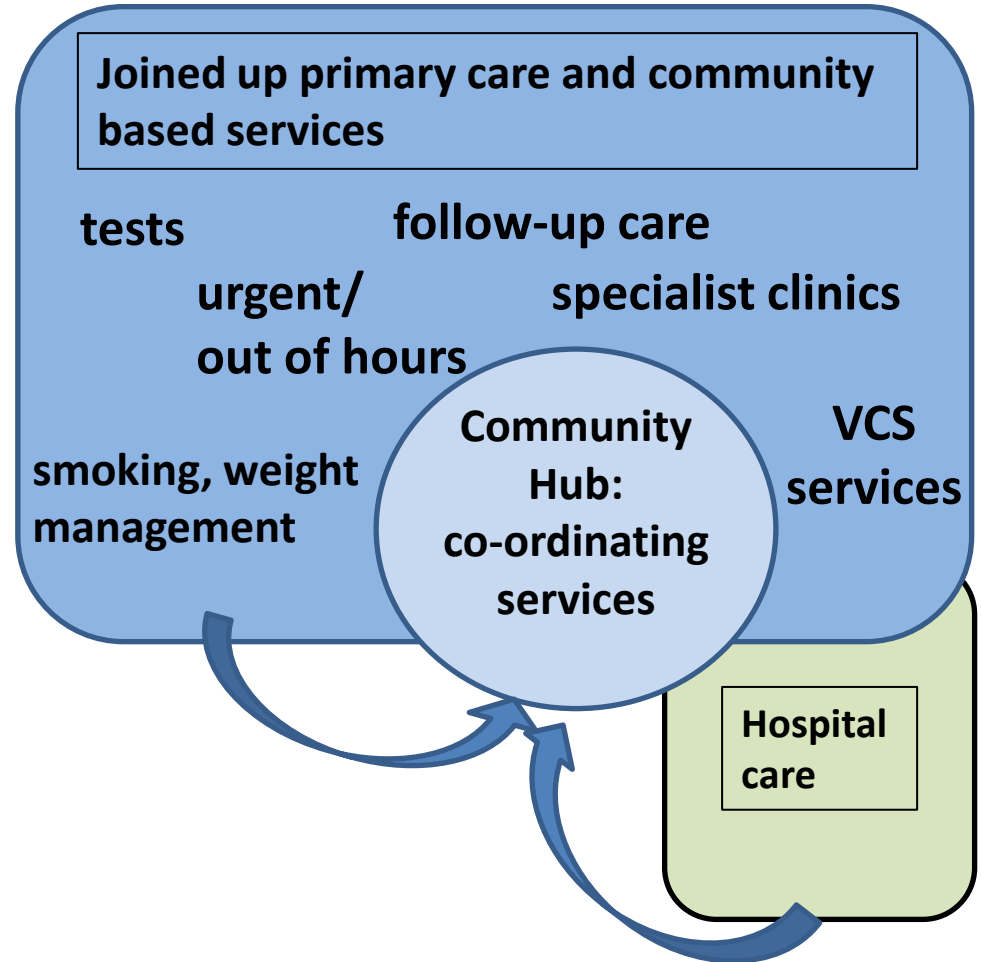 Joined up primary care and community
based services
tests
follow-up care
urgent/
out of hours
specialist clinics
smoking, weight
management
Community
Hub:
co-ordinating
services
VCS
services
Hospital
care